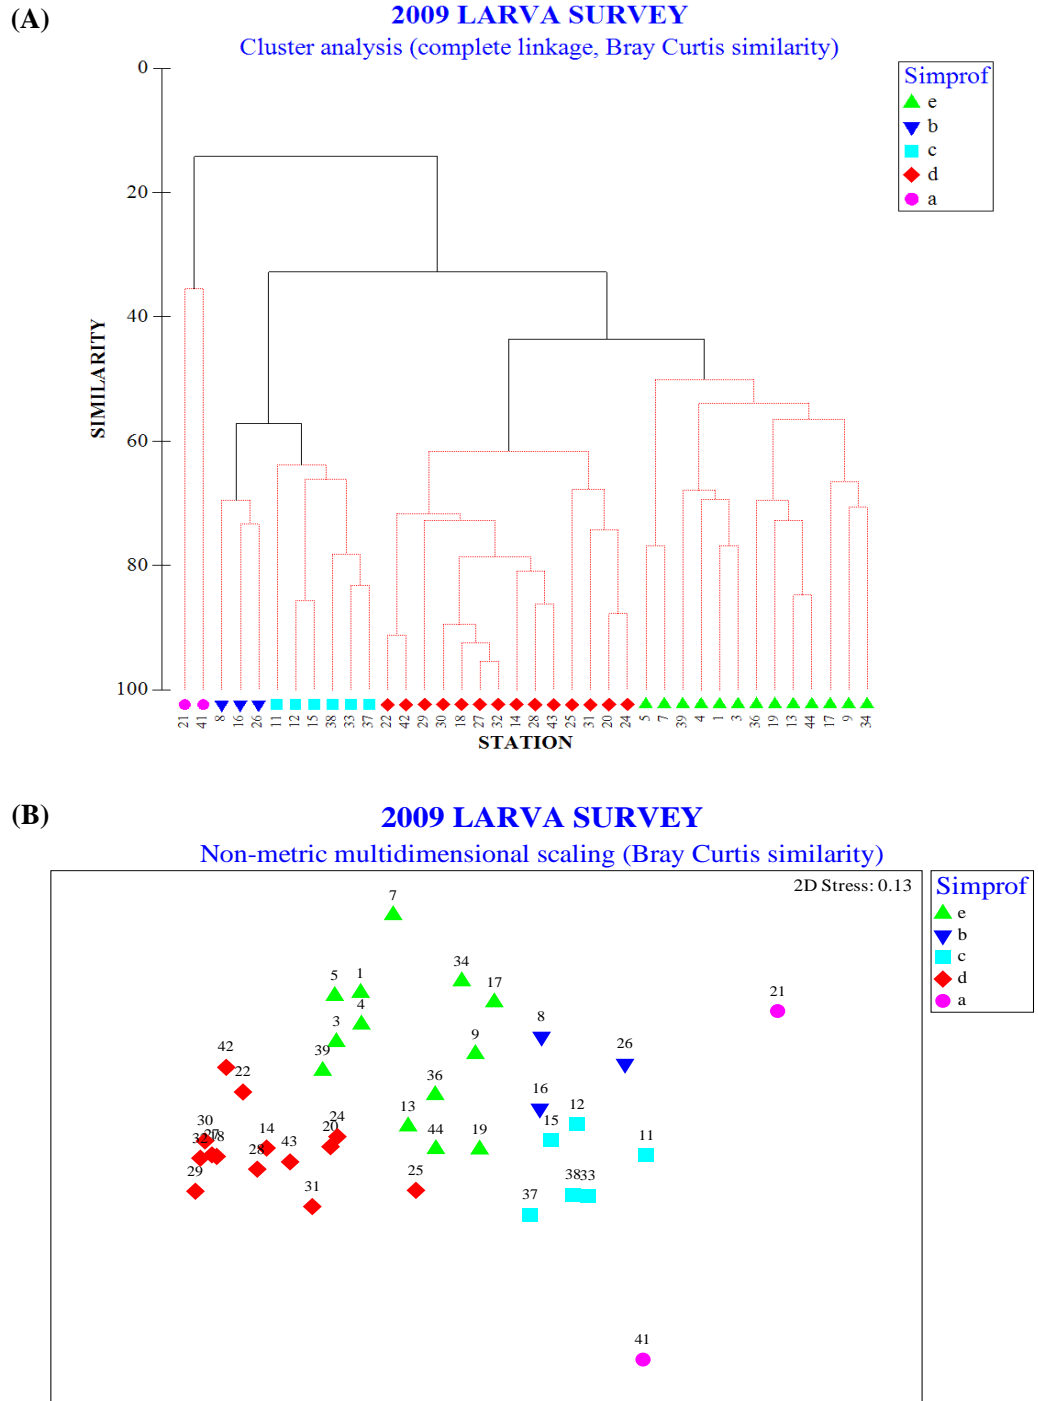 (A)
2009 LARVA SURVEY
Cluster analysis (complete linkage, Bray Curtis similarity)
Simprof
e
b
c
d
a
0
20
40
60
80
100
SIMILARITY
21 41 8 16 26 11 12 15 38 33 37 22 42 29 30 18 27 32 14 28 43 25 31 20 24 5 7 39 4 1 3 36 19 13 44 17 9 34
STATION
(B)
2009 LARVA SURVEY
Non-metric multidimensional scaling (Bray Curtis similarity)
2D Stress: 0.13
Simprof
e
b
c
d
a
7
34
5
1
17
21
4
8
3
9
26
42
39
22
36
16
12
30
13
24
15
20
14
44
19
11
43
28
29
25
38
33
31
37
41